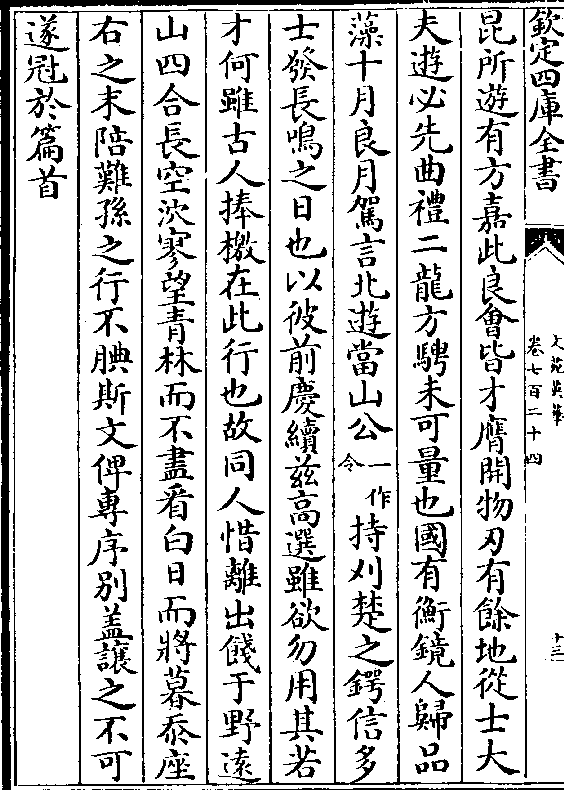 欽定四庫全書
文苑英華
卷七百二十四
十三
昆所遊有方嘉此良會皆才膺開物刃有餘地從士大
夫遊必先曲禮二龍方騁未可量也國有衡鏡人歸品
藻十月良月駕言北遊當山公一作令持刈楚之鍔信多
士發長鳴之日也以彼前慶續兹高選雖欲勿用其若
才何雖古人捧檄在此行也故同人惜離出餞于野逺
山四合長空泬寥望青林而不盡看白日而將暮忝座
右之末陪難孫之行不腆斯文俾專序别盖讓之不可
遂冠於篇首